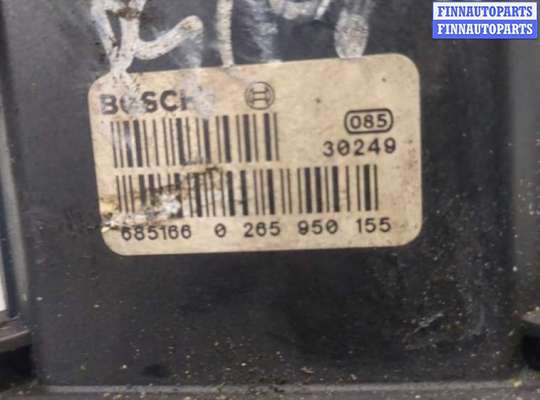 FINNAUTOPARTS
FINNAUTOPARTS
BOSCH
085
30249
685166 0 265 950 155